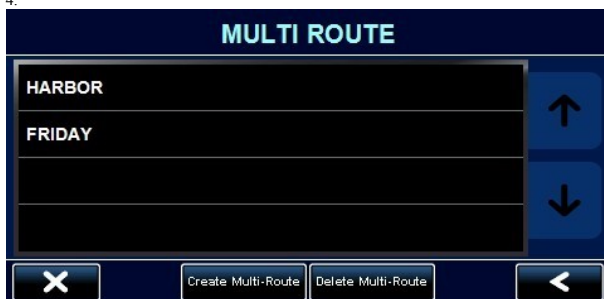 4.
MULTI ROUTE
HARBOR
FRIDAY
Create Multi-Route Delete Multi-Route